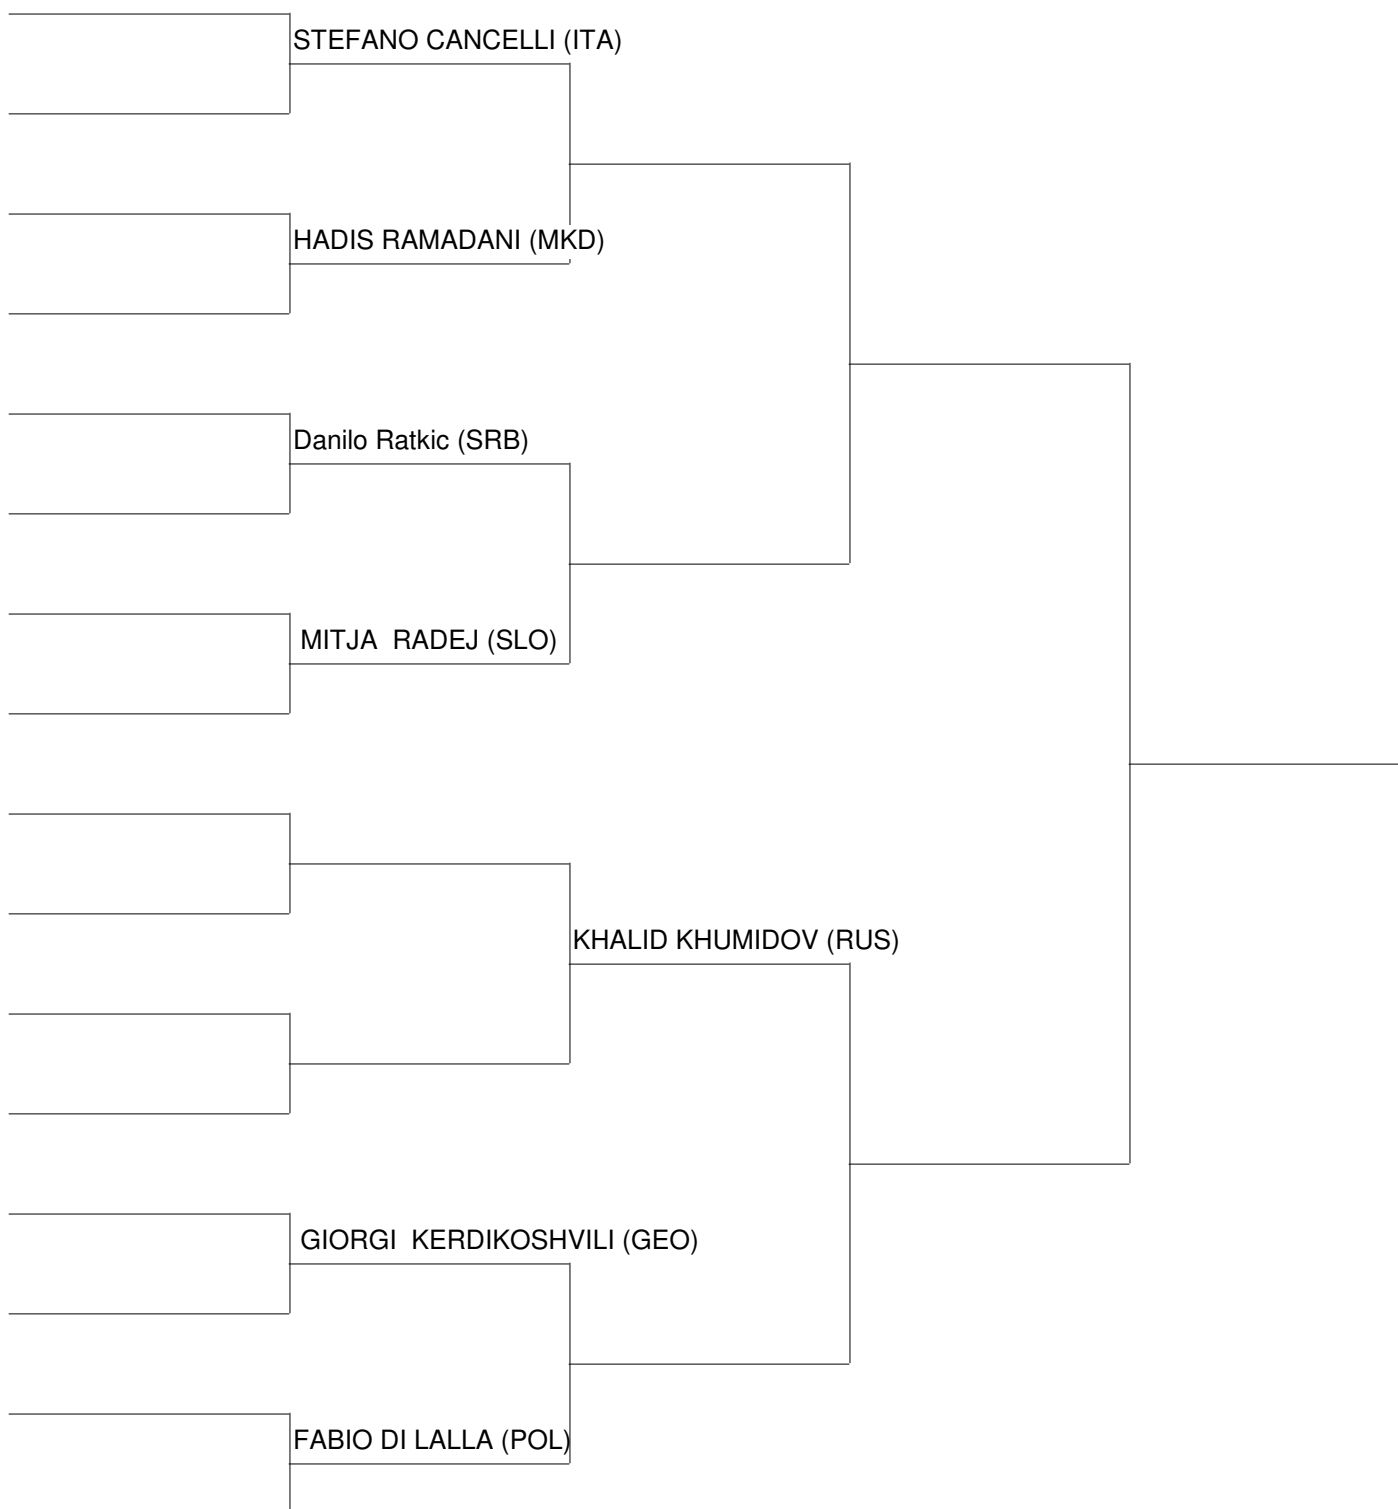 STEFANO CANCELLI (ITA)
HADIS RAMADANI (MKD)
Danilo Ratkic (SRB)
MITJA  RADEJ (SLO)
KHALID KHUMIDOV (RUS)
GIORGI  KERDIKOSHVILI (GEO)
FABIO DI LALLA (POL)